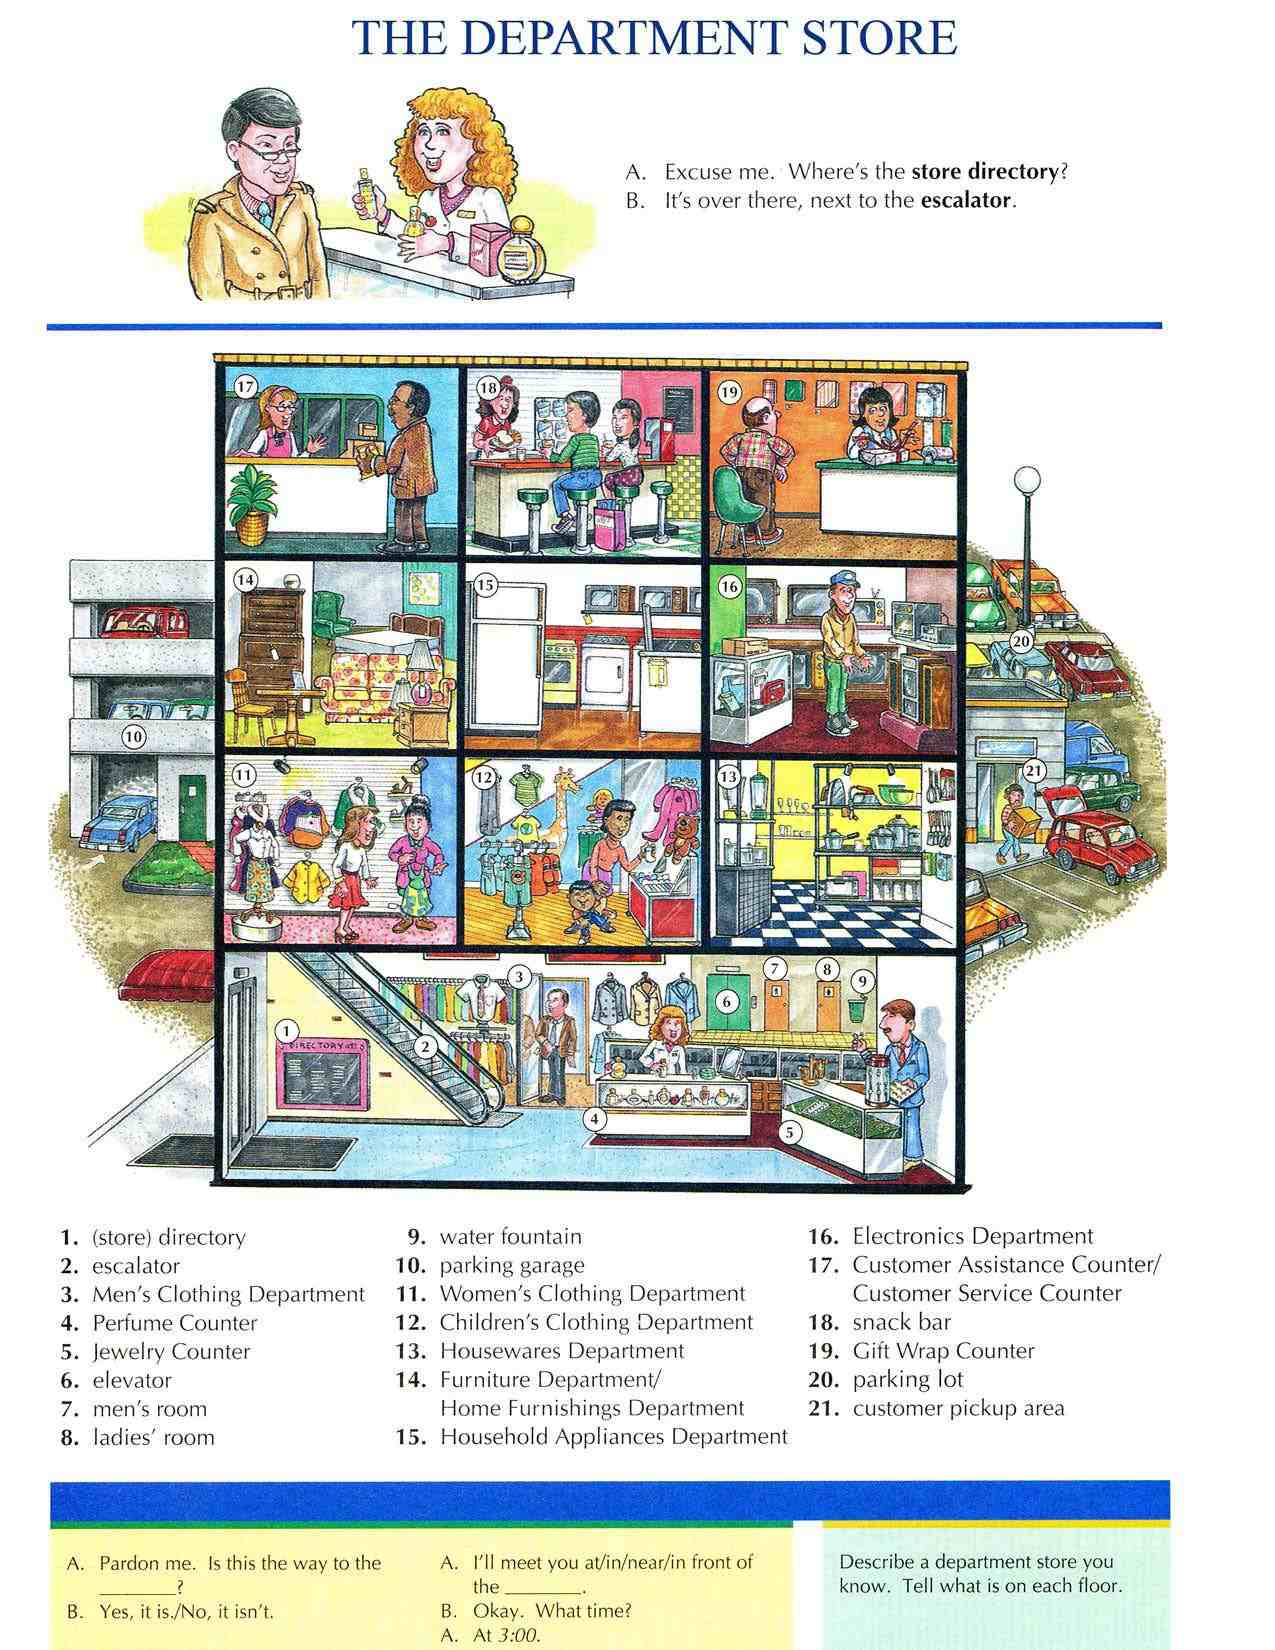 THE DEPARTMENT STORE
A. Excuse me. Where's the store directory?
B. It's over there, next to the escalator.
17
18
19
14
15
16
20
10
21
11
12
13
1
DIRECTORY
2
3
4
5
6
7
8
9
1. (store) directory
2. escalator
3. Men's Clothing Department
4. Perfume Counter
5. Jewelry Counter
6. elevator
7. men's room
8. ladies' room
9. water fountain
10. parking garage
11. Women's Clothing Department
12. Children's Clothing Department
13. Housewares Department
14. Furniture Department/
Home Furnishings Department
15. Household Appliances Department
16. Electronics Department
17. Customer Assistance Counter/
Customer Service Counter
18. snack bar
19. Gift Wrap Counter
20. parking lot
21. customer pickup area
A. Pardon me. Is this the way to the
________?
B. Yes, it is./No, it isn't.
A. I'll meet you at/in/near/in front of
the ________.
B. Okay. What time?
A. At 3:00.
Describe a department store you
know. Tell what is on each floor.